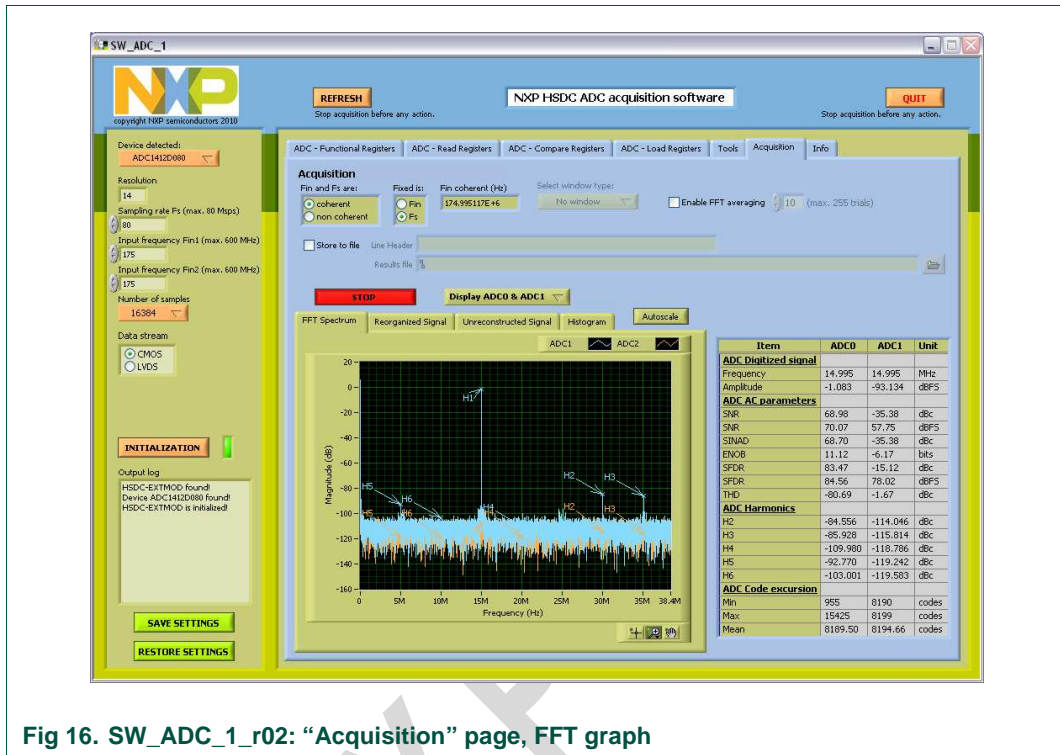 SW_ADC_1
NXP
copyright NXP semiconductors 2010
REFRESH
Stop acquisition before any action.
NXP HSDC ADC acquisition software
QUIT
Stop acquisition before any action.
Device detected:
ADC1412D080
Resolution
14
Sampling rate Fs (max. 80 Msps)
80
Input frequency Fin1 (max. 600 MHz)
175
Input frequency Fin2 (max. 600 MHz)
175
Number of samples
16384
Data stream
CMOS
LVDS
INITIALIZATION
Output log
HSDC-EXTMOD found!
Device ADC1412D080 found!
HSDC-EXTMOD is initialized!
SAVE SETTINGS
RESTORE SETTINGS
ADC - Functional Registers ADC - Read Registers ADC - Compare Registers ADC - Load Registers Tools Acquisition Info
Acquisition
Fin and Fs are: Fixed is: Fin coherent (Hz) Select window type:
coherent Fin 174.995117E+6 No window Enable FFT averaging 10 (max. 255 trials)
non coherent Fs
Store to file Line Header
Results file
STOP Display ADC0 & ADC1
FFT Spectrum Reorganized Signal Unreconstructed Signal Histogram Autoscale
ADC1 ADC2
Magnitude (dB)
20
0
-20
-40
-60
-80
-100
-120
-140
-160
H1
H2 H3
H5 H6
H4
H5 H6 H2 H3
0 5M 10M 15M 20M 25M 30M 35M 38.4M
Frequency (Hz)
Item ADC0 ADC1 Unit
ADC Digitized signal
Frequency 14.995 14.995 MHz
Amplitude -1.083 -93.134 dBFS
ADC AC parameters
SNR 68.98 -35.38 dBc
SNR 70.07 57.75 dBFS
SINAD 68.70 -35.38 dBc
ENOB 11.12 -6.17 bits
SFDR 83.47 -15.12 dBc
SFDR 84.56 78.02 dBFS
THD -80.69 -1.67 dBc
ADC Harmonics
H2 -84.556 -114.046 dBc
H3 -85.928 -115.814 dBc
H4 -109.980 -118.786 dBc
H5 -92.770 -119.242 dBc
H6 -103.001 -119.583 dBc
ADC Code excursion
Min 955 8190 codes
Max 15425 8199 codes
Mean 8189.50 8194.66 codes
Fig 16. SW_ADC_1_r02: “Acquisition” page, FFT graph